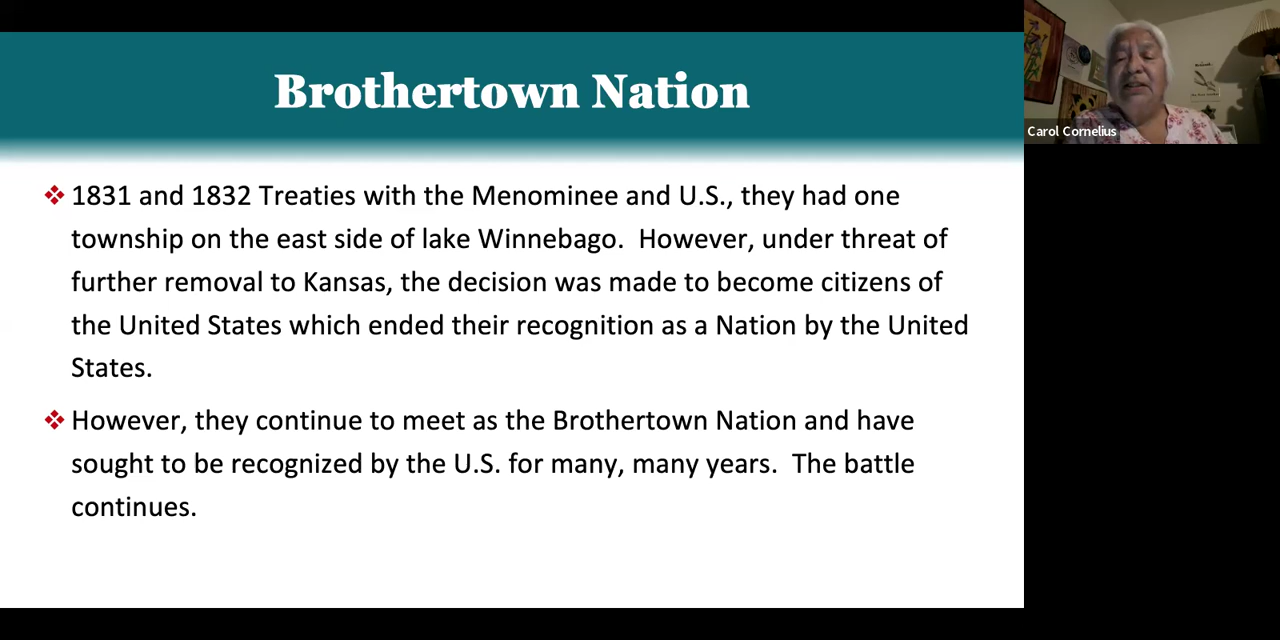 Brothertown Nation
1831 and 1832 Treaties with the Menominee and U.S., they had one
township on the east side of lake Winnebago.  However, under threat of
further removal to Kansas, the decision was made to become citizens of
the United States which ended their recognition as a Nation by the United
States.
However, they continue to meet as the Brothertown Nation and have
sought to be recognized by the U.S. for many, many years.  The battle
continues.
Carol Cornelius